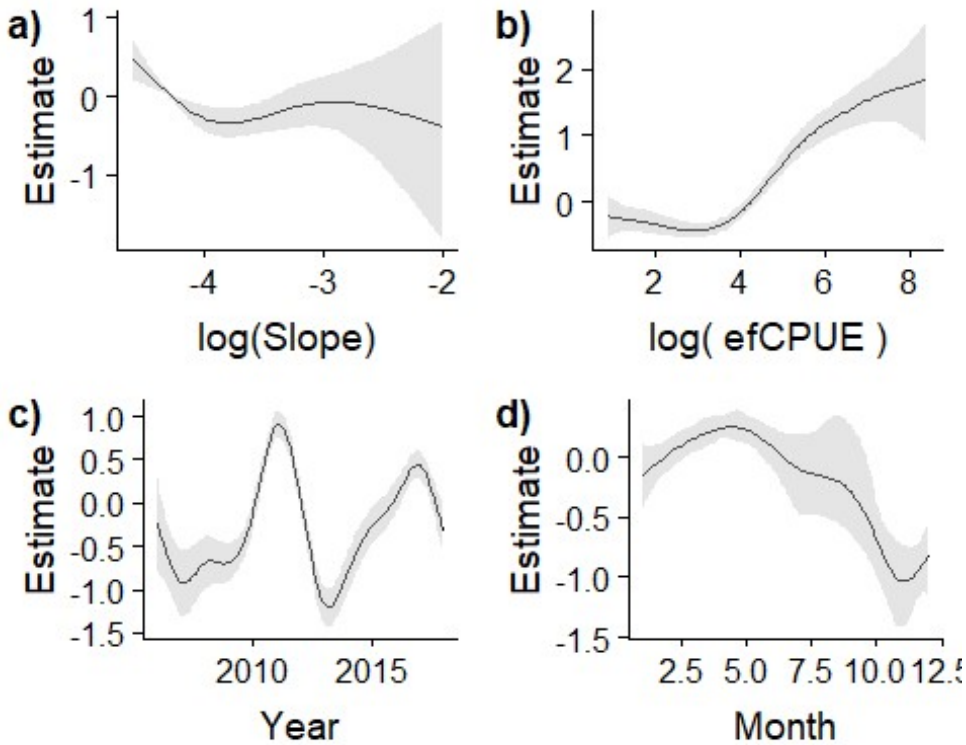 a)
Estimate
1
0
-1
-4
-3
-2
log(Slope)
b)
Estimate
2
1
0
2
4
6
8
log( efCPUE )
c)
Estimate
1.0
0.5
0.0
-0.5
-1.0
-1.5
2010
2015
Year
d)
Estimate
0.0
-0.5
-1.0
-1.5
2.5
5.0
7.5
10.0
12.5
Month